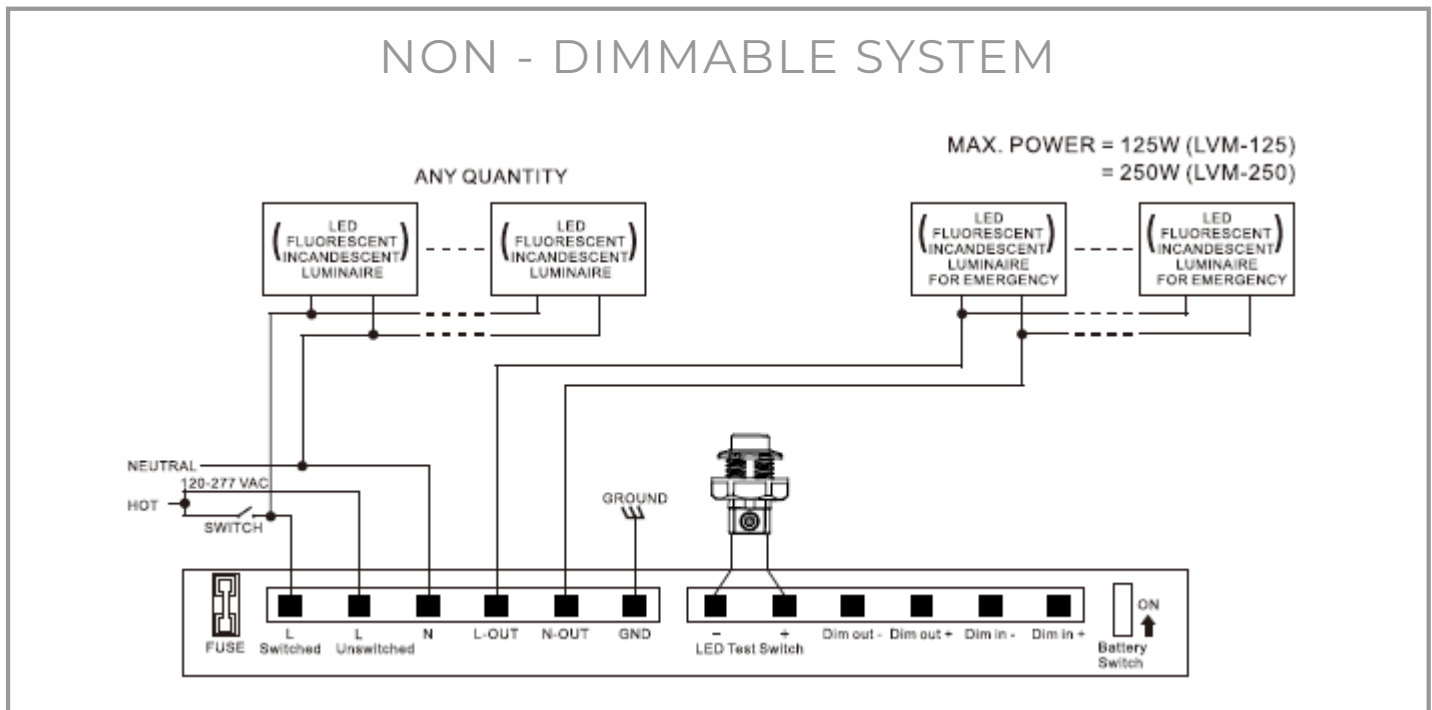 NON - DIMMABLE SYSTEM
MAX. POWER = 125W (LVM-125)
= 250W (LVM-250)
ANY QUANTITY
(LED
FLUORESCENT
INCANDESCENT)
LUMINAIRE
(LED
FLUORESCENT
INCANDESCENT)
LUMINAIRE
(LED
FLUORESCENT
INCANDESCENT)
LUMINAIRE
FOR EMERGENCY
(LED
FLUORESCENT
INCANDESCENT)
LUMINAIRE
FOR EMERGENCY
NEUTRAL
120-277 VAC
HOT
SWITCH
GROUND
FUSE
L
Switched
L
Unswitched
N
L-OUT
N-OUT
GND
- +
LED Test Switch
Dim out -
Dim out +
Dim in -
Dim in +
ON
Battery
Switch